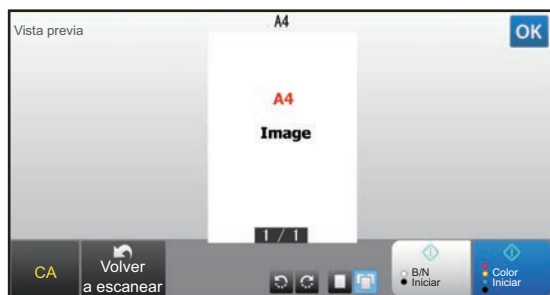 Vista previa
A4
OK
A4
Image
1 / 1
CA
Volver
a escanear
B/N
Iniciar
Color
Iniciar